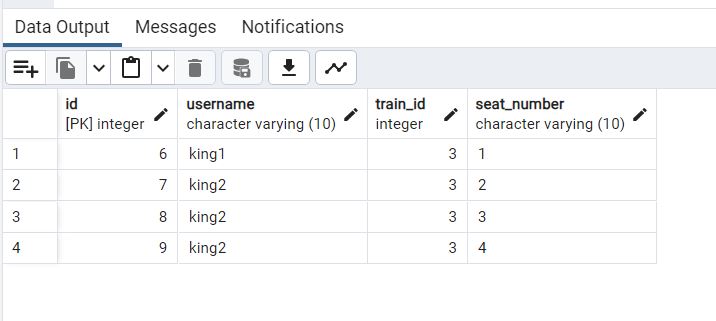 Data Output Messages Notifications
id username train_id seat_number
[PK] integer character varying (10) integer character varying (10)
1 6 king1 3 1
2 7 king2 3 2
3 8 king2 3 3
4 9 king2 3 4